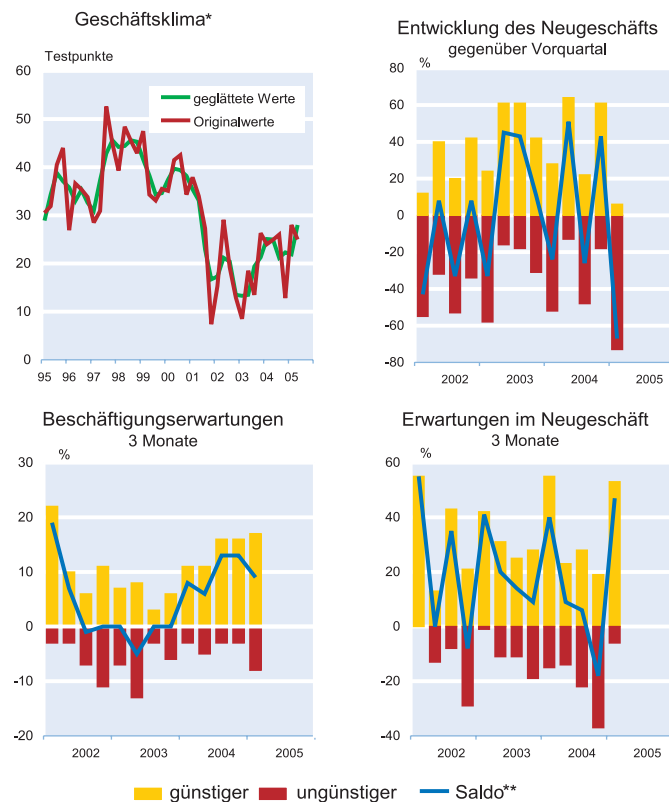 Geschäftsklima*
Testpunkte
60
50
40
30
20
10
0
geglättete Werte
Originalwerte
95 96 97 98 99 00 01 02 03 04 05
Entwicklung des Neugeschäfts
gegenüber Vorquartal
%
80
60
40
20
0
-20
-40
-60
-80
2002 2003 2004 2005
Beschäftigungserwartungen
3 Monate
%
30
20
10
0
-10
-20
2002 2003 2004 2005
Erwartungen im Neugeschäft
3 Monate
%
60
40
20
0
-20
-40
2002 2003 2004 2005
günstiger ungünstiger Saldo**